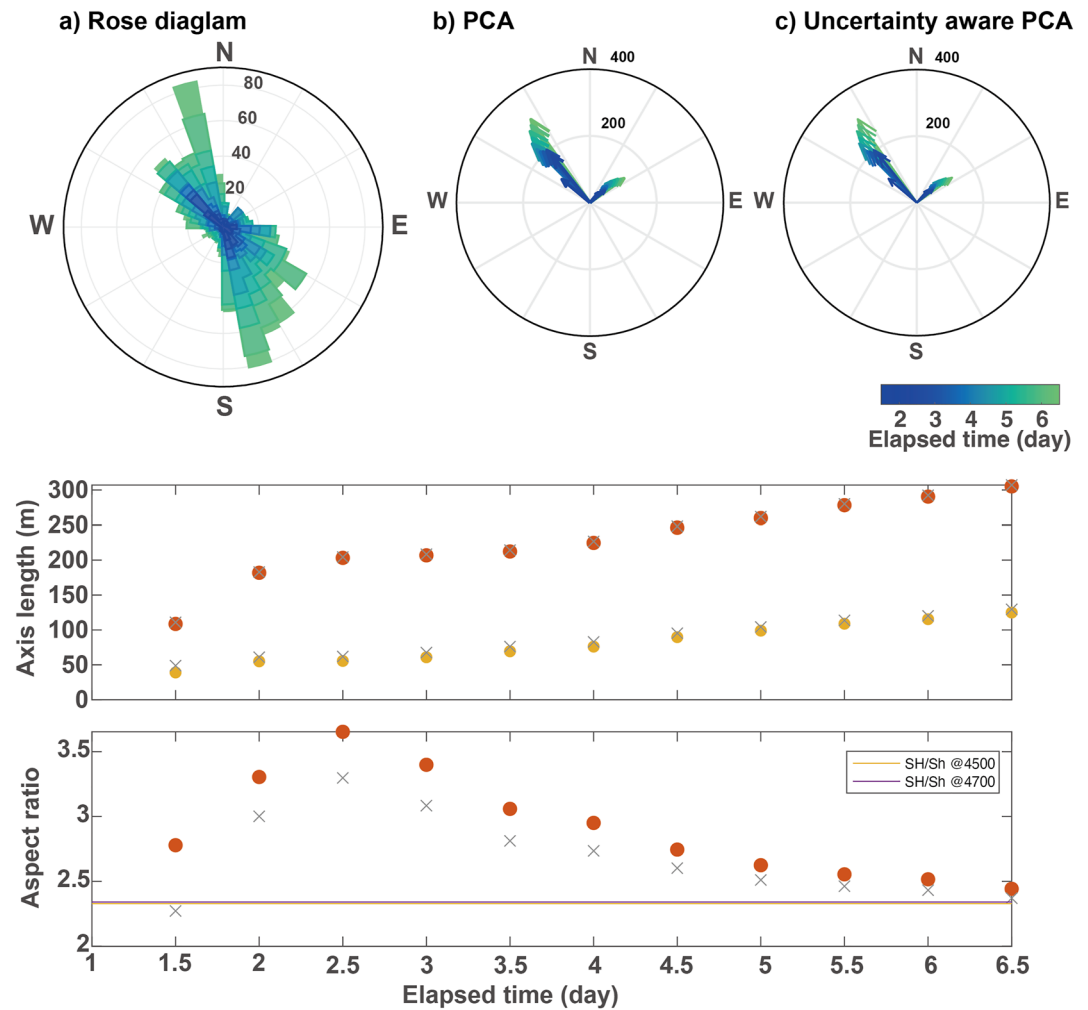 a) Rose diaglam
b) PCA
c) Uncertainty aware PCA
N
80
60
40
20
W
E
S
N
400
200
W
E
S
N
400
200
W
E
S
2 3 4 5 6
Elapsed time (day)
300
250
200
150
100
50
0
Axis length (m)
3.5
3
2.5
2
Aspect ratio
SH/Sh @4500
SH/Sh @4700
1 1.5 2 2.5 3 3.5 4 4.5 5 5.5 6 6.5
Elapsed time (day)